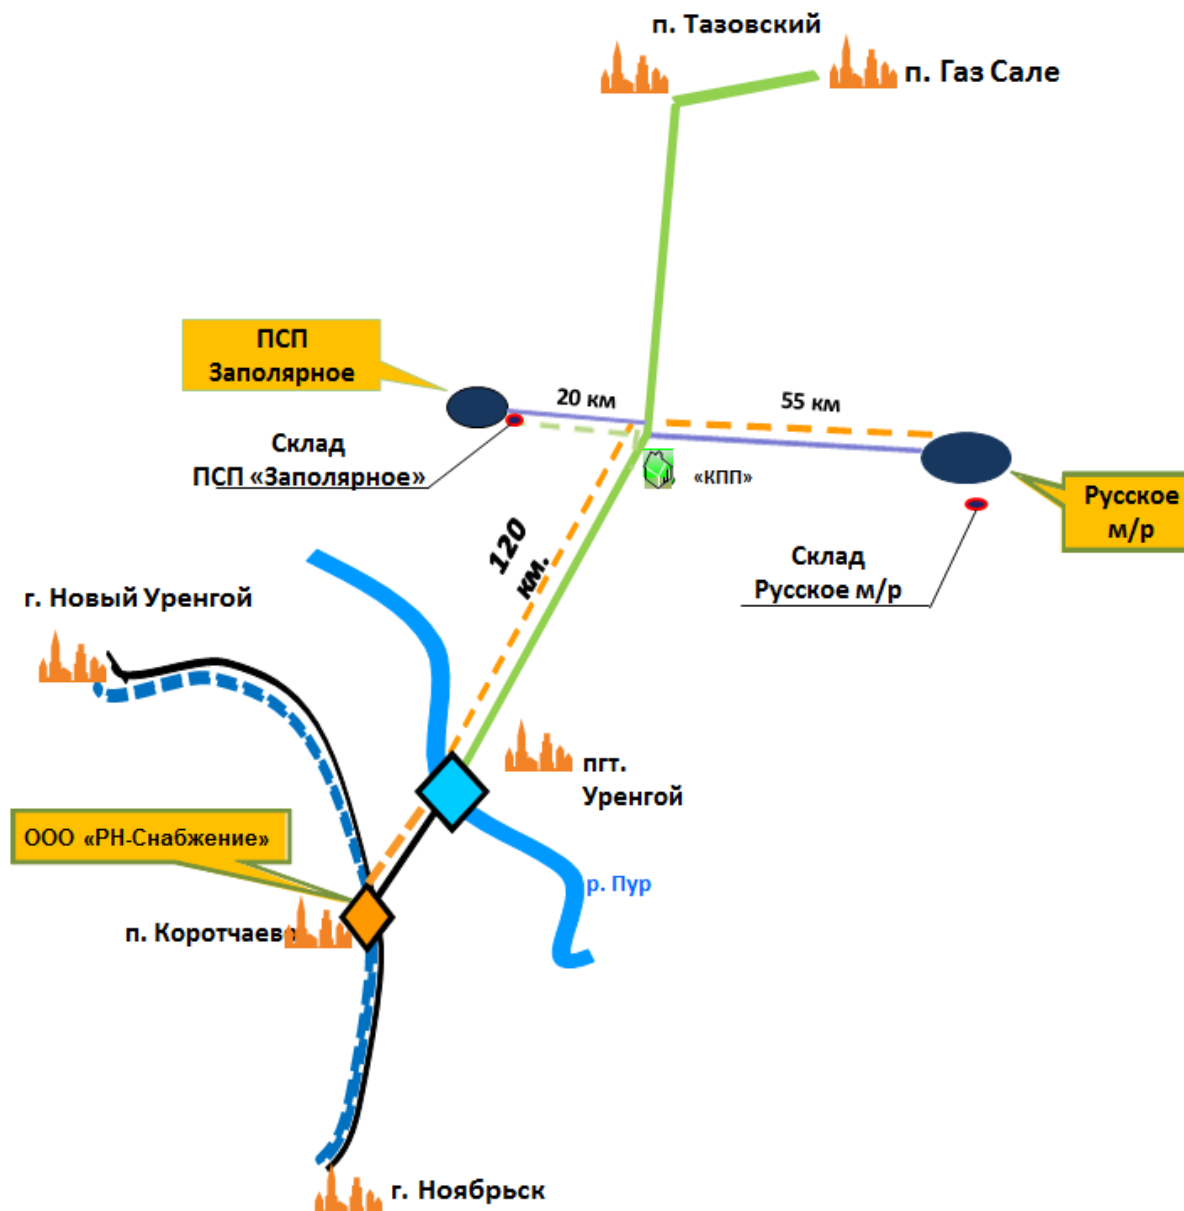 п. Тазовский
п. Газ Сале
ПСП
Заполярное
20 км
55 км
Склад
ПСП «Заполярное»
«КПП»
Русское
м/р
120
км.
Склад
Русское м/р
г. Новый Уренгой
пгт.
Уренгой
ООО «РН-Снабжение»
р. Пур
п. Коротчаево
г. Ноябрьск